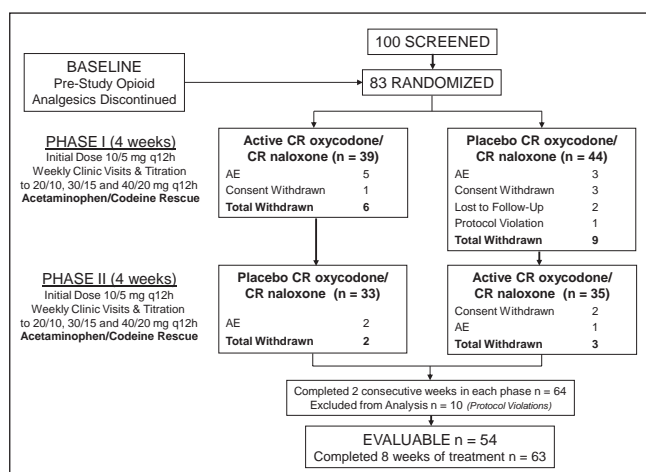 100 SCREENED
BASELINE
Pre-Study Opioid
Analgesics Discontinued
83 RANDOMIZED
PHASE I (4 weeks)
Initial Dose 10/5 mg q12h
Weekly Clinic Visits & Titration
to 20/10, 30/15 and 40/20 mg q12h
Acetaminophen/Codeine Rescue
Active CR oxycodone/
CR naloxone (n = 39)
AE 5
Consent Withdrawn 1
Total Withdrawn 6
Placebo CR oxycodone/
CR naloxone (n = 44)
AE 3
Consent Withdrawn 3
Lost to Follow-Up 2
Protocol Violation 1
Total Withdrawn 9
PHASE II (4 weeks)
Initial Dose 10/5 mg q12h
Weekly Clinic Visits & Titration
to 20/10, 30/15 and 40/20 mg q12h
Acetaminophen/Codeine Rescue
Placebo CR oxycodone/
CR naloxone (n = 33)
AE 2
Total Withdrawn 2
Active CR oxycodone/
CR naloxone (n = 35)
Consent Withdrawn 2
AE 1
Total Withdrawn 3
Completed 2 consecutive weeks in each phase n = 64
Excluded from Analysis n = 10 (Protocol Violations)
EVALUABLE n = 54
Completed 8 weeks of treatment n = 63